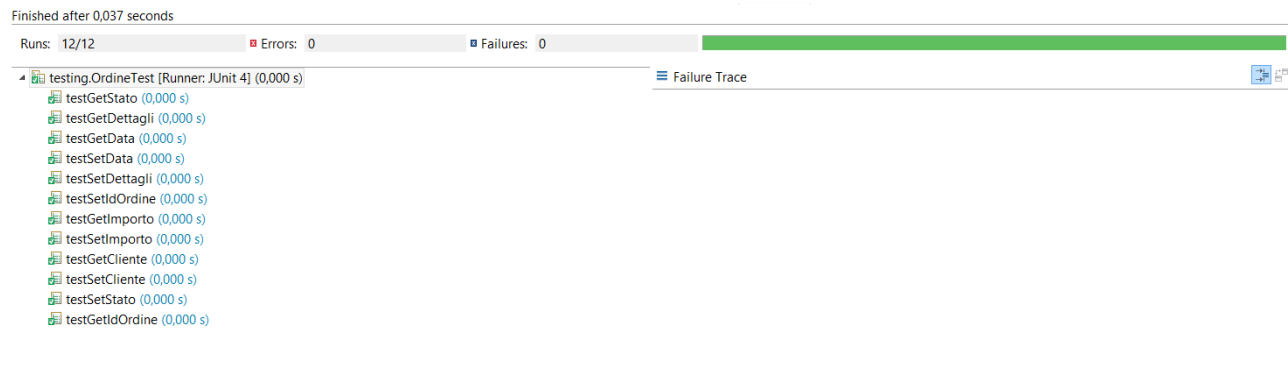 Finished after 0,037 seconds
Runs: 12/12 Errors: 0 Failures: 0
testing.OrdineTest [Runner: JUnit 4] (0,000 s)
Failure Trace
testGetStato (0,000 s)
testGetDettagli (0,000 s)
testGetData (0,000 s)
testSetData (0,000 s)
testSetDettagli (0,000 s)
testSetIdOrdine (0,000 s)
testGetImporto (0,000 s)
testSetImporto (0,000 s)
testGetCliente (0,000 s)
testSetCliente (0,000 s)
testSetStato (0,000 s)
testGetIdOrdine (0,000 s)